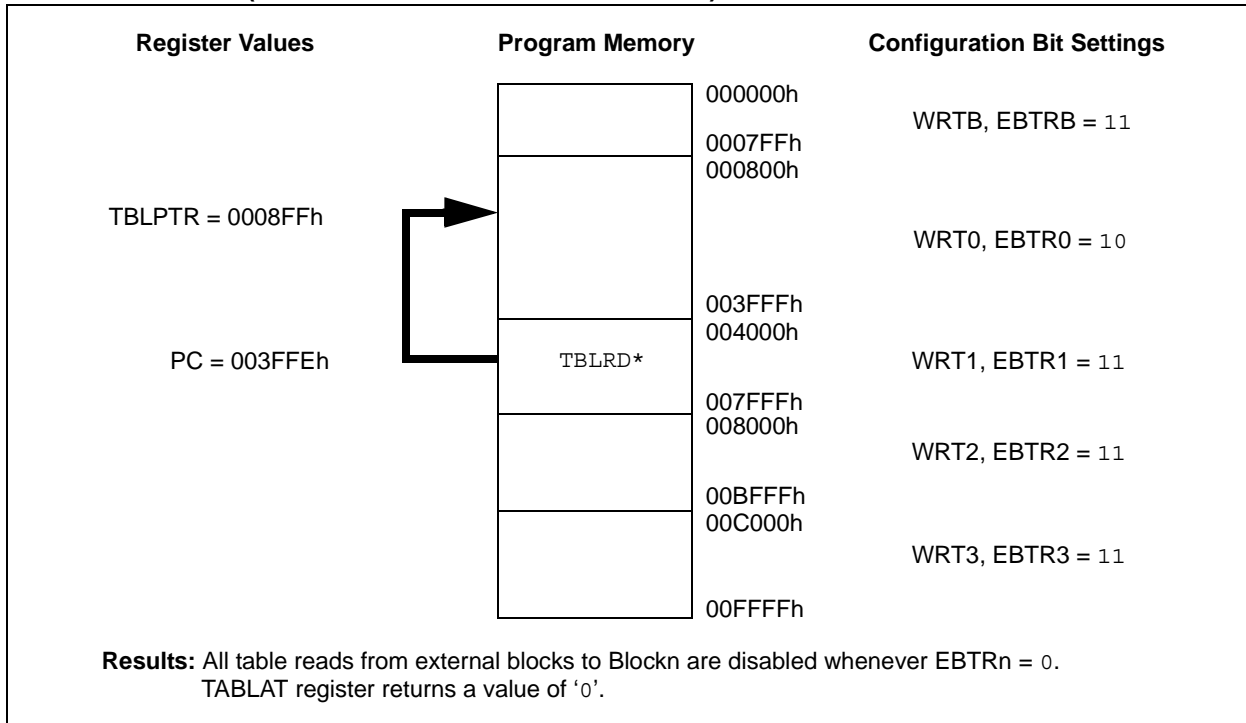 Register Values Program Memory Configuration Bit Settings
000000h
WRTB, EBTRB = 11
0007FFh
000800h
TBLPTR = 0008FFh
WRT0, EBTR0 = 10
003FFFh
004000h
PC = 003FFEh TBLRD* WRT1, EBTR1 = 11
007FFFh
008000h
WRT2, EBTR2 = 11
00BFFFh
00C000h
WRT3, EBTR3 = 11
00FFFFh
Results: All table reads from external blocks to Blockn are disabled whenever EBTRn = 0.
TABLAT register returns a value of ‘0’.